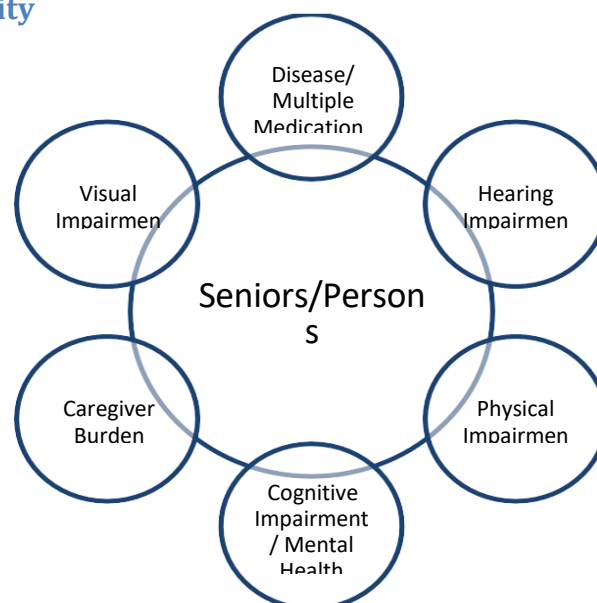 ity
Disease/
Multiple
Medication
Visual
Impairmen
Hearing
Impairmen
Seniors/Person
s
Caregiver
Burden
Physical
Impairmen
Cognitive
Impairment
/ Mental
Health